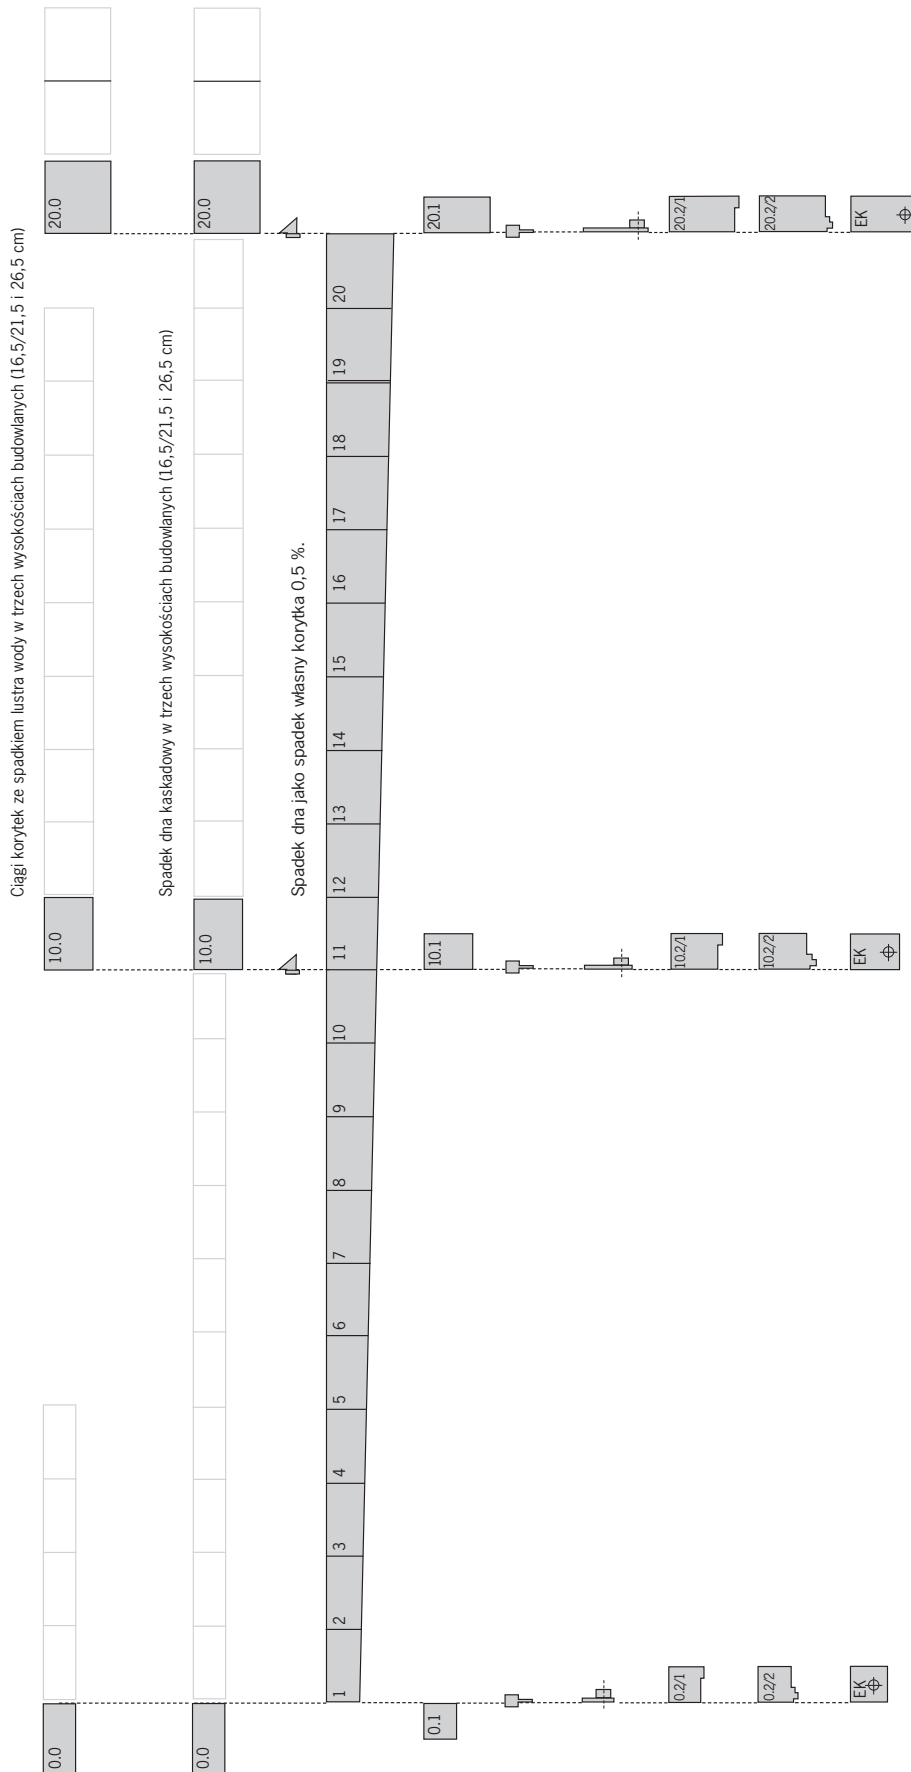 Ciągi korytek ze spadkiem lustra wody w trzech wysokościach budowlanych (16,5/21,5 i 26,5 cm)
0.0
10.0
20.0
Spadek dna kaskadowy w trzech wysokościach budowlanych (16,5/21,5 i 26,5 cm)
0.0
10.0
20.0
Spadek dna jako spadek własny korytka 0,5 %.
1 2 3 4 5 6 7 8 9 10 11 12 13 14 15 16 17 18 19 20
0.1
10.1
20.1
0.2/1
10.2/1
20.2/1
0.2/2
10.2/2
20.2/2
EK
EK
EK